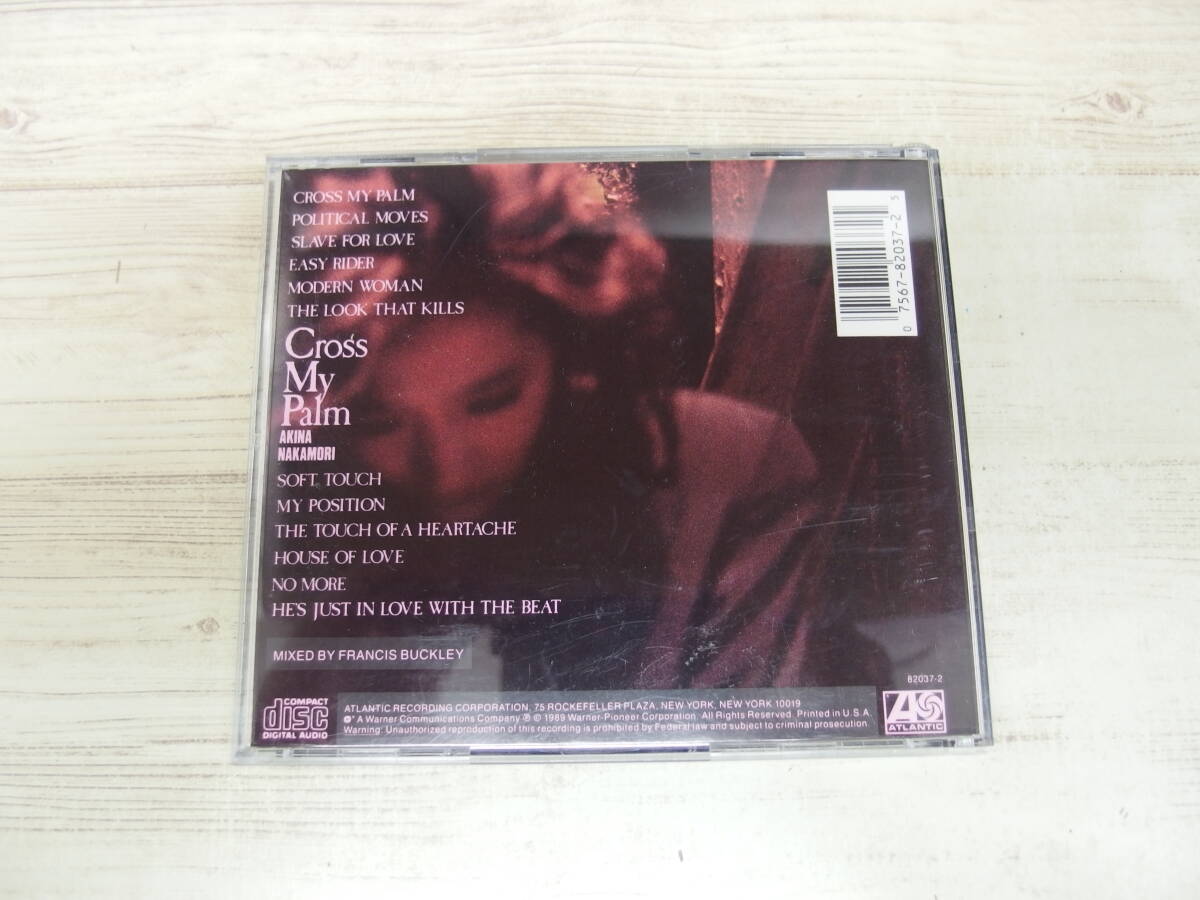 CROSS MY PALM
POLITICAL MOVES
SLAVE FOR LOVE
EASY RIDER
MODERN WOMAN
THE LOOK THAT KILLS
Cross
My
Palm
AKINA
NAKAMORI
SOFT TOUCH
MY POSITION
THE TOUCH OF A HEARTACHE
HOUSE OF LOVE
NO MORE
HE'S JUST IN LOVE WITH THE BEAT
MIXED BY FRANCIS BUCKLEY
0 7567-82037-2 5
82037-2
COMPACT
disc
DIGITAL AUDIO
ATLANTIC RECORDING CORPORATION, 75 ROCKEFELLER PLAZA, NEW YORK, NEW YORK 10019
A Warner Communications Company ℗ © 1989 Warner-Pioneer Corporation. All Rights Reserved. Printed in U.S.A.
Warning: Unauthorized reproduction of this recording is prohibited by Federal law and subject to criminal prosecution.
ATLANTIC